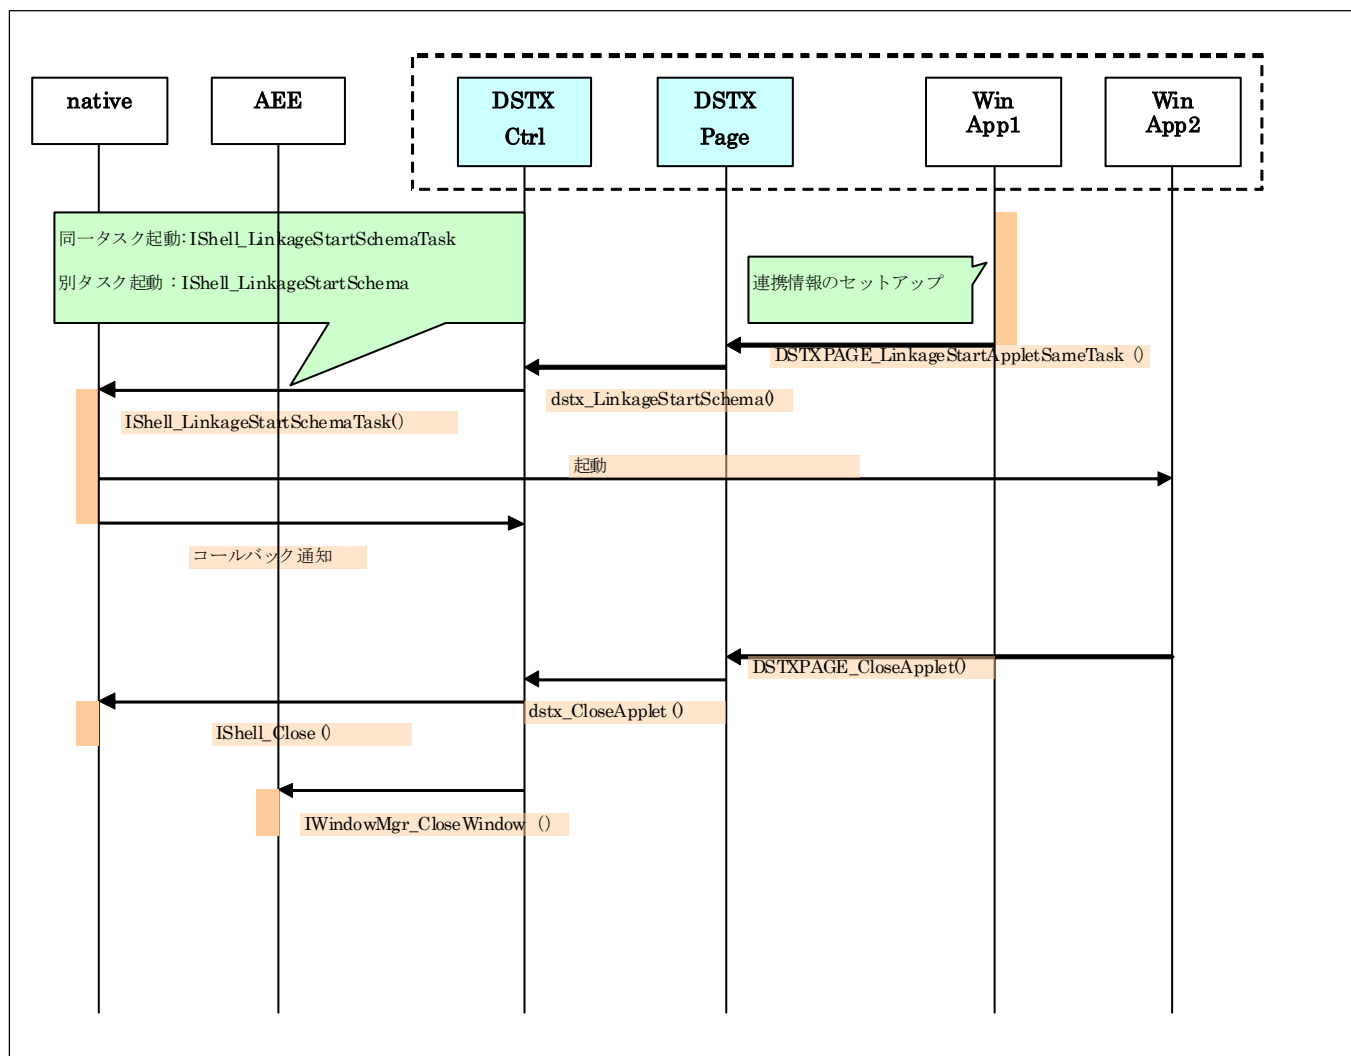 native
AEE
DSTX
Ctrl
DSTX
Page
Win
App1
Win
App2
同一タスク起動:IShell_LinkageStartSchemaTask
別タスク起動：IShell_LinkageStartSchema
連携情報のセットアップ
DSTXPAGE_LinkageStartAppletSameTask ()
dstx_LinkageStartSchema()
IShell_LinkageStartSchemaTask()
起動
コールバック通知
DSTXPAGE_CloseApplet()
dstx_CloseApplet ()
IShell_Close ()
IWindowMgr_CloseWindow ()